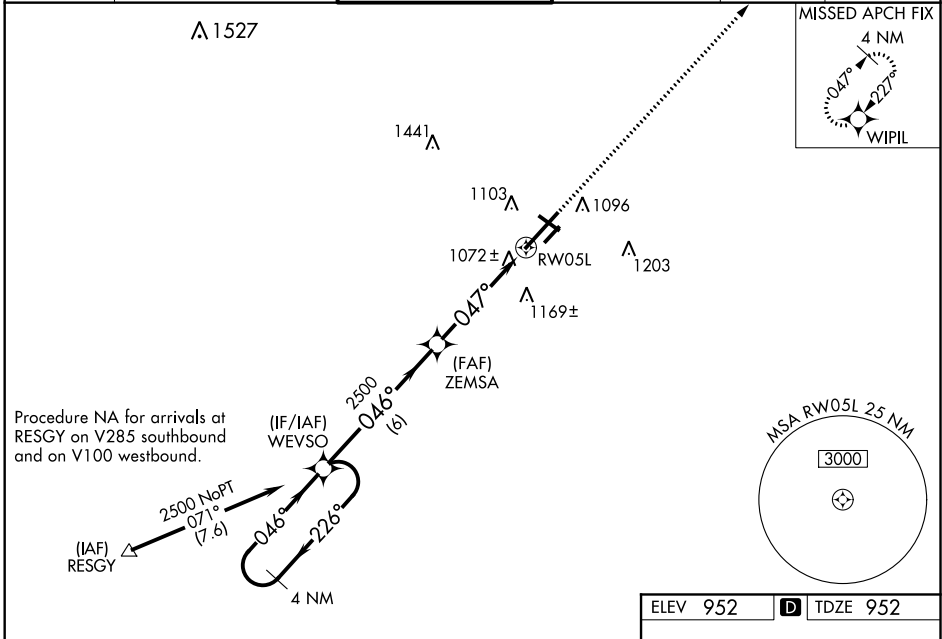 1527
MISSED APCH FIX
4 NM
047°
227°
WIPIL
1441
1103
1096
1072±
RW05L
1203
1169±
047°
(FAF)
ZEMSA
2500
046°
(6)
(IF/IAF)
WEVSO
Procedure NA for arrivals at
RESGY on V285 southbound
and on V100 westbound.
2500 NoPT
071°
(7.6)
(IAF)
RESGY
046°
226°
4 NM
MSA RW05L 25 NM
3000
ELEV 952
D
TDZE 952